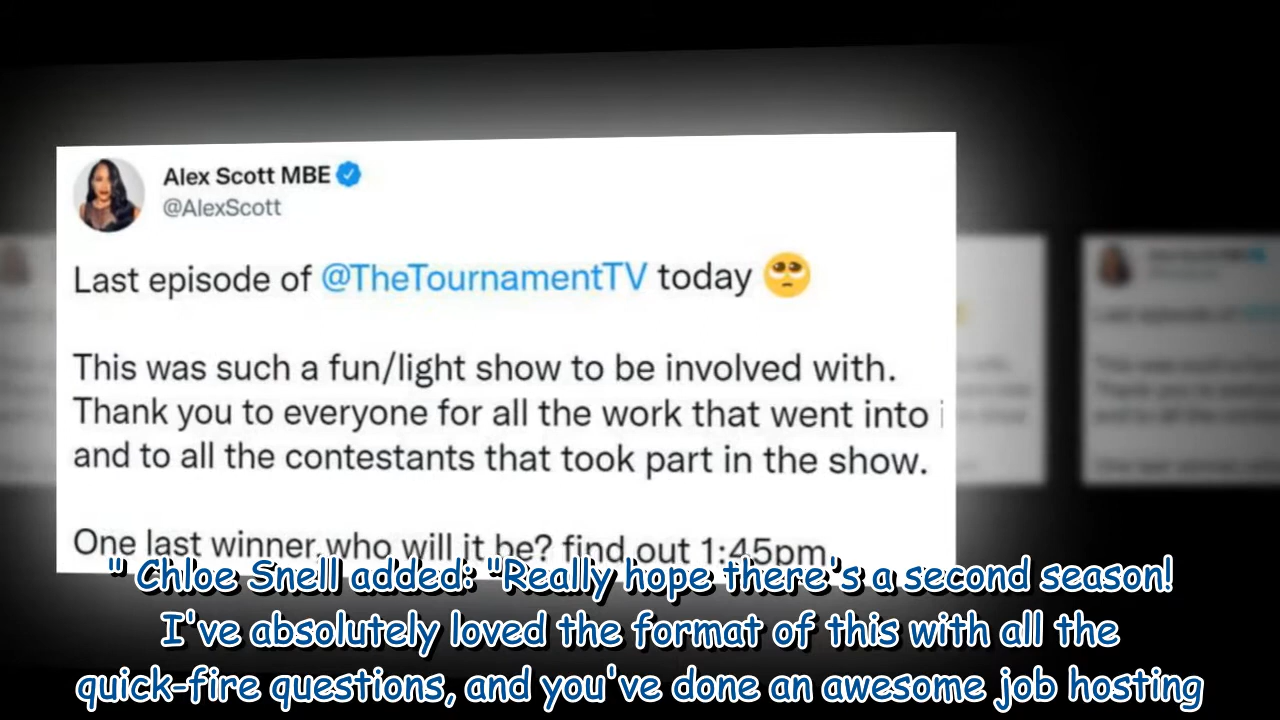 Alex Scott MBE
@AlexScott
Last episode of @TheTournamentTV today 🥺
This was such a fun/light show to be involved with.
Thank you to everyone for all the work that went into
and to all the contestants that took part in the show.
One last winner who will it be? find out 1:45pm
" Chloe Snell added: "Really hope there's a second season!
I've absolutely loved the format of this with all the
quick-fire questions, and you've done an awesome job hosting